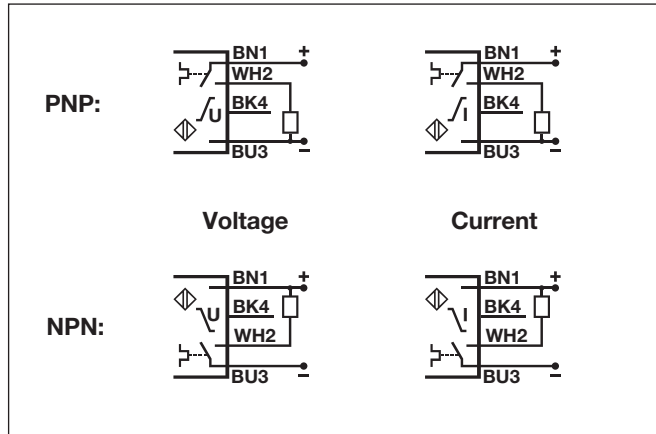 PNP:
BN1 +
WH2
U BK4
BU3 −
BN1 +
WH2
I BK4
BU3 −
Voltage
Current
NPN:
BN1 +
U BK4
WH2
BU3 −
BN1 +
I BK4
WH2
BU3 −